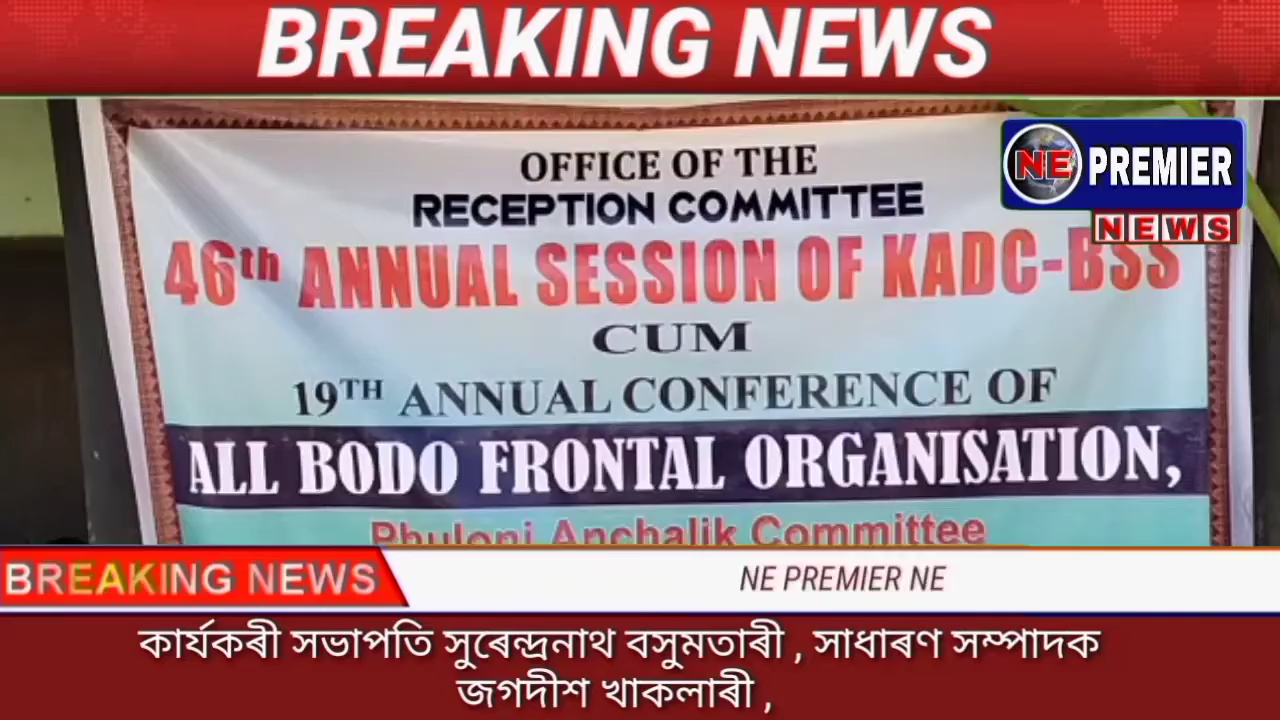 BREAKING NEWS
NE PREMIER
NEWS
OFFICE OF THE
RECEPTION COMMITTEE
46th ANNUAL SESSION OF KADC-BSS
CUM
19TH ANNUAL CONFERENCE OF
ALL BODO FRONTAL ORGANISATION,
Phuloni Anchalik Committee
BREAKING NEWS
NE PREMIER NE
কাৰ্যকৰী সভাপতি সুৰেন্দ্ৰনাথ বসুমতাৰী , সাধাৰণ সম্পাদক
জগদীশ খাকলাৰী ,